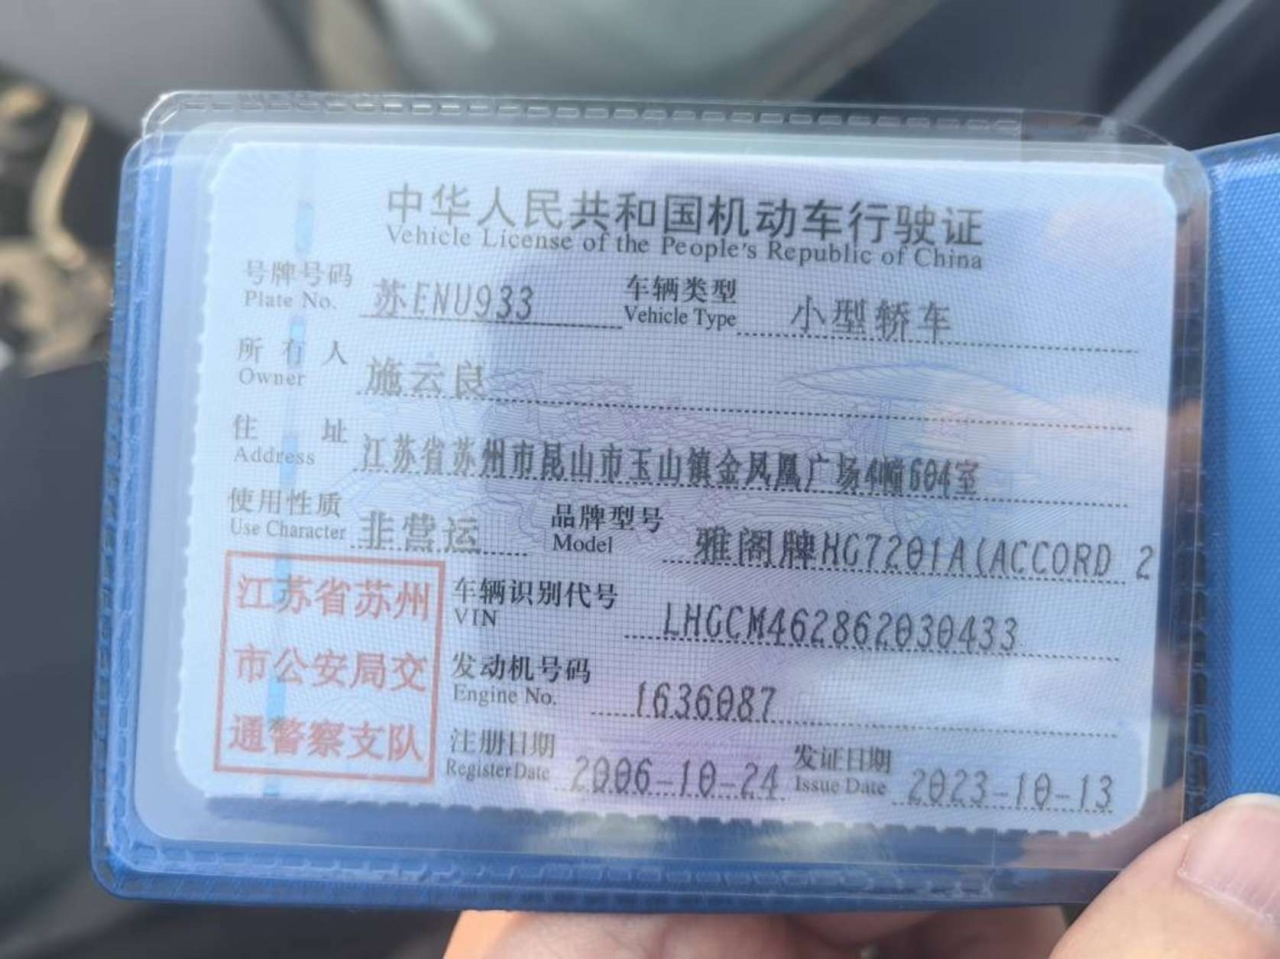 中华人民共和国机动车行驶证
Vehicle License of the People's Republic of China
号牌号码 苏ENU933 车辆类型 小型轿车
Plate No. Vehicle Type
所有人 施云良
Owner
住址 江苏省苏州市昆山市玉山镇金凤凰广场4幢604室
Address
使用性质 非营运 品牌型号 雅阁牌HG7201A(ACCORD 2
Use Character Model
江苏省苏州
市公安局交
通警察支队
车辆识别代号 LHGCM462862030433
VIN
发动机号码 1636087
Engine No.
注册日期 2006-10-24 发证日期 2023-10-13
Register Date Issue Date